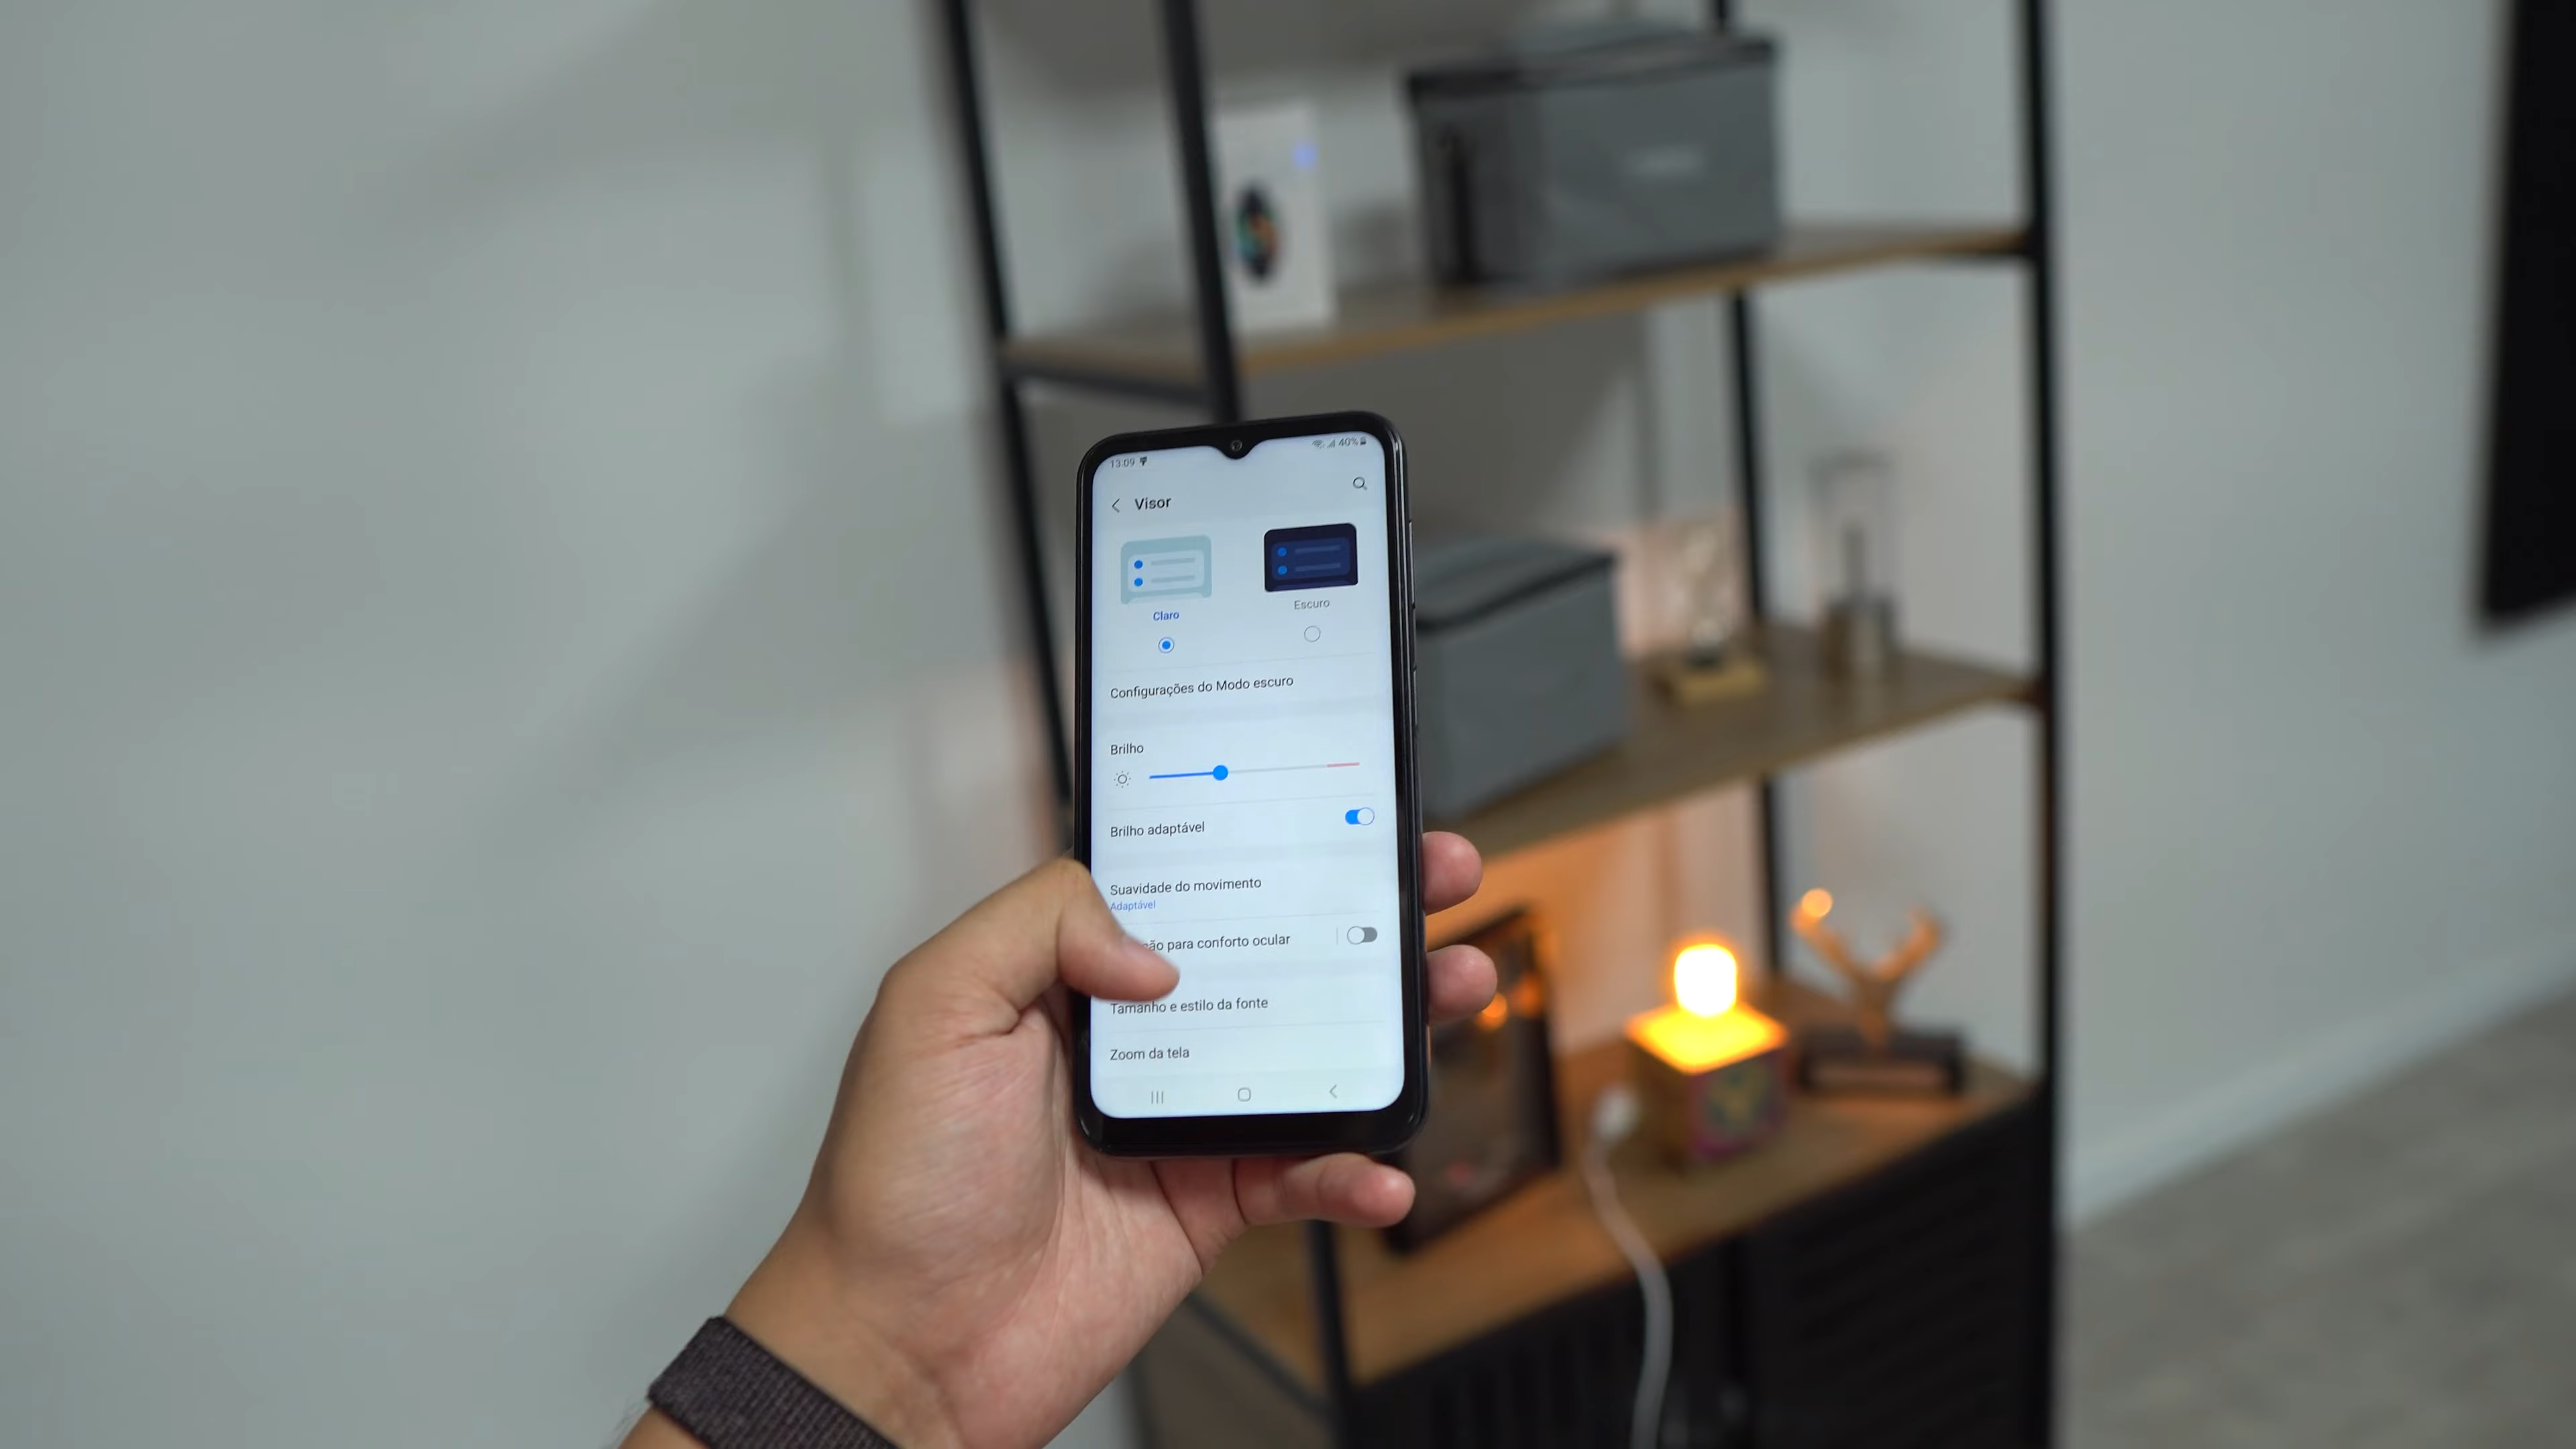 13:09
40%
Visor
Claro
Escuro
Configurações do Modo escuro
Brilho
Brilho adaptável
Suavidade do movimento
Adaptável
para conforto ocular
Tamanho e estilo da fonte
Zoom da tela